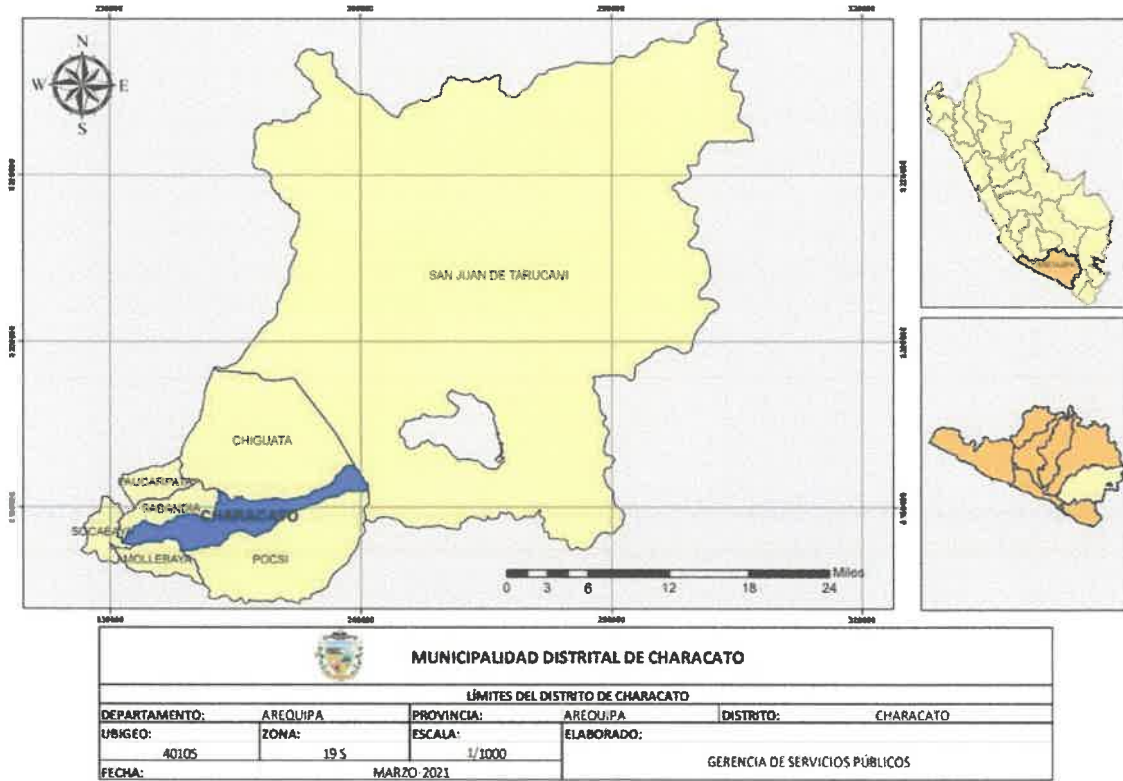 N
W E
S
SAN JUAN DE TARUCANI
CHIGUATA
PAUCARPATA
SABANDIA
CHARACATO
SOCABAYA
MOLLEBAYA
POCSI
Miles
0 3 6 12 18 24
MUNICIPALIDAD DISTRITAL DE CHARACATO
LÍMITES DEL DISTRITO DE CHARACATO
DEPARTAMENTO: AREQUIPA PROVINCIA: AREQUIPA DISTRITO: CHARACATO
UBIGEO: ZONA: ESCALA: ELABORADO:
40105 19 S 1/1000
GERENCIA DE SERVICIOS PÚBLICOS
FECHA: MARZO 2021